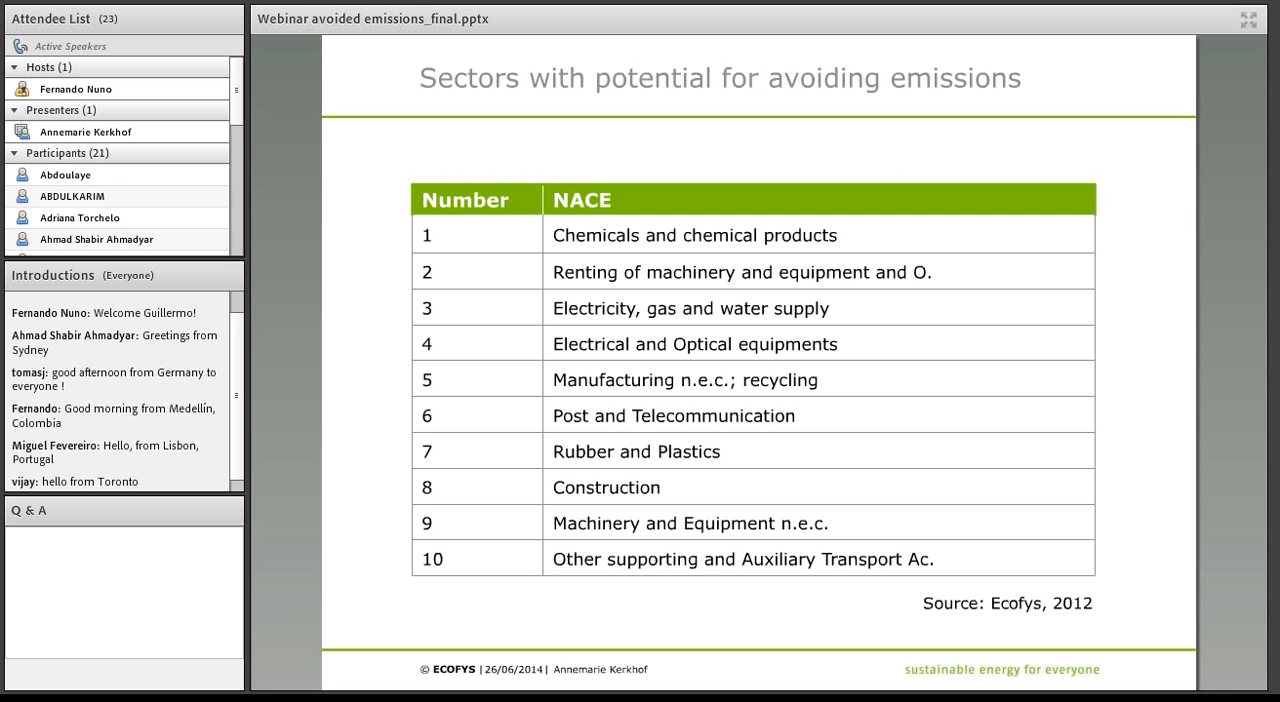 Attendee List (23)
Active Speakers
Hosts (1)
Fernando Nuno
Presenters (1)
Annemarie Kerkhof
Participants (21)
Abdoulaye
ABDULKARIM
Adriana Torchelo
Ahmad Shabir Ahmadyar
Introductions (Everyone)
Fernando Nuno: Welcome Guillermo!
Ahmad Shabir Ahmadyar: Greetings from
Sydney
tomasj: good afternoon from Germany to
everyone !
Fernando: Good morning from Medellín,
Colombia
Miguel Fevereiro: Hello, from Lisbon,
Portugal
vijay: hello from Toronto
Q & A
Webinar avoided emissions_final.pptx
Sectors with potential for avoiding emissions
Number NACE
1 Chemicals and chemical products
2 Renting of machinery and equipment and O.
3 Electricity, gas and water supply
4 Electrical and Optical equipments
5 Manufacturing n.e.c.; recycling
6 Post and Telecommunication
7 Rubber and Plastics
8 Construction
9 Machinery and Equipment n.e.c.
10 Other supporting and Auxiliary Transport Ac.
Source: Ecofys, 2012
© ECOFYS | 26/06/2014 | Annemarie Kerkhof
sustainable energy for everyone